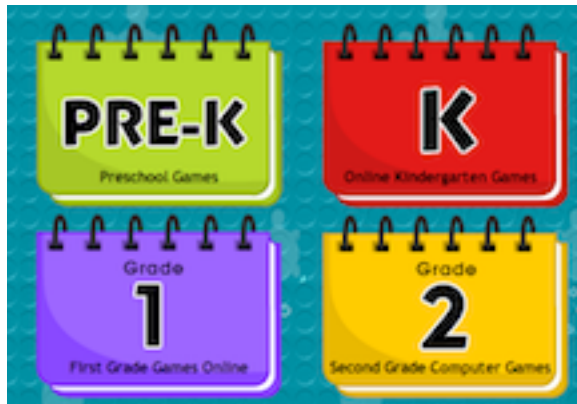 PRE-K
Preschool Games
K
Online Kindergarten Games
Grade
1
First Grade Games Online
Grade
2
Second Grade Computer Games